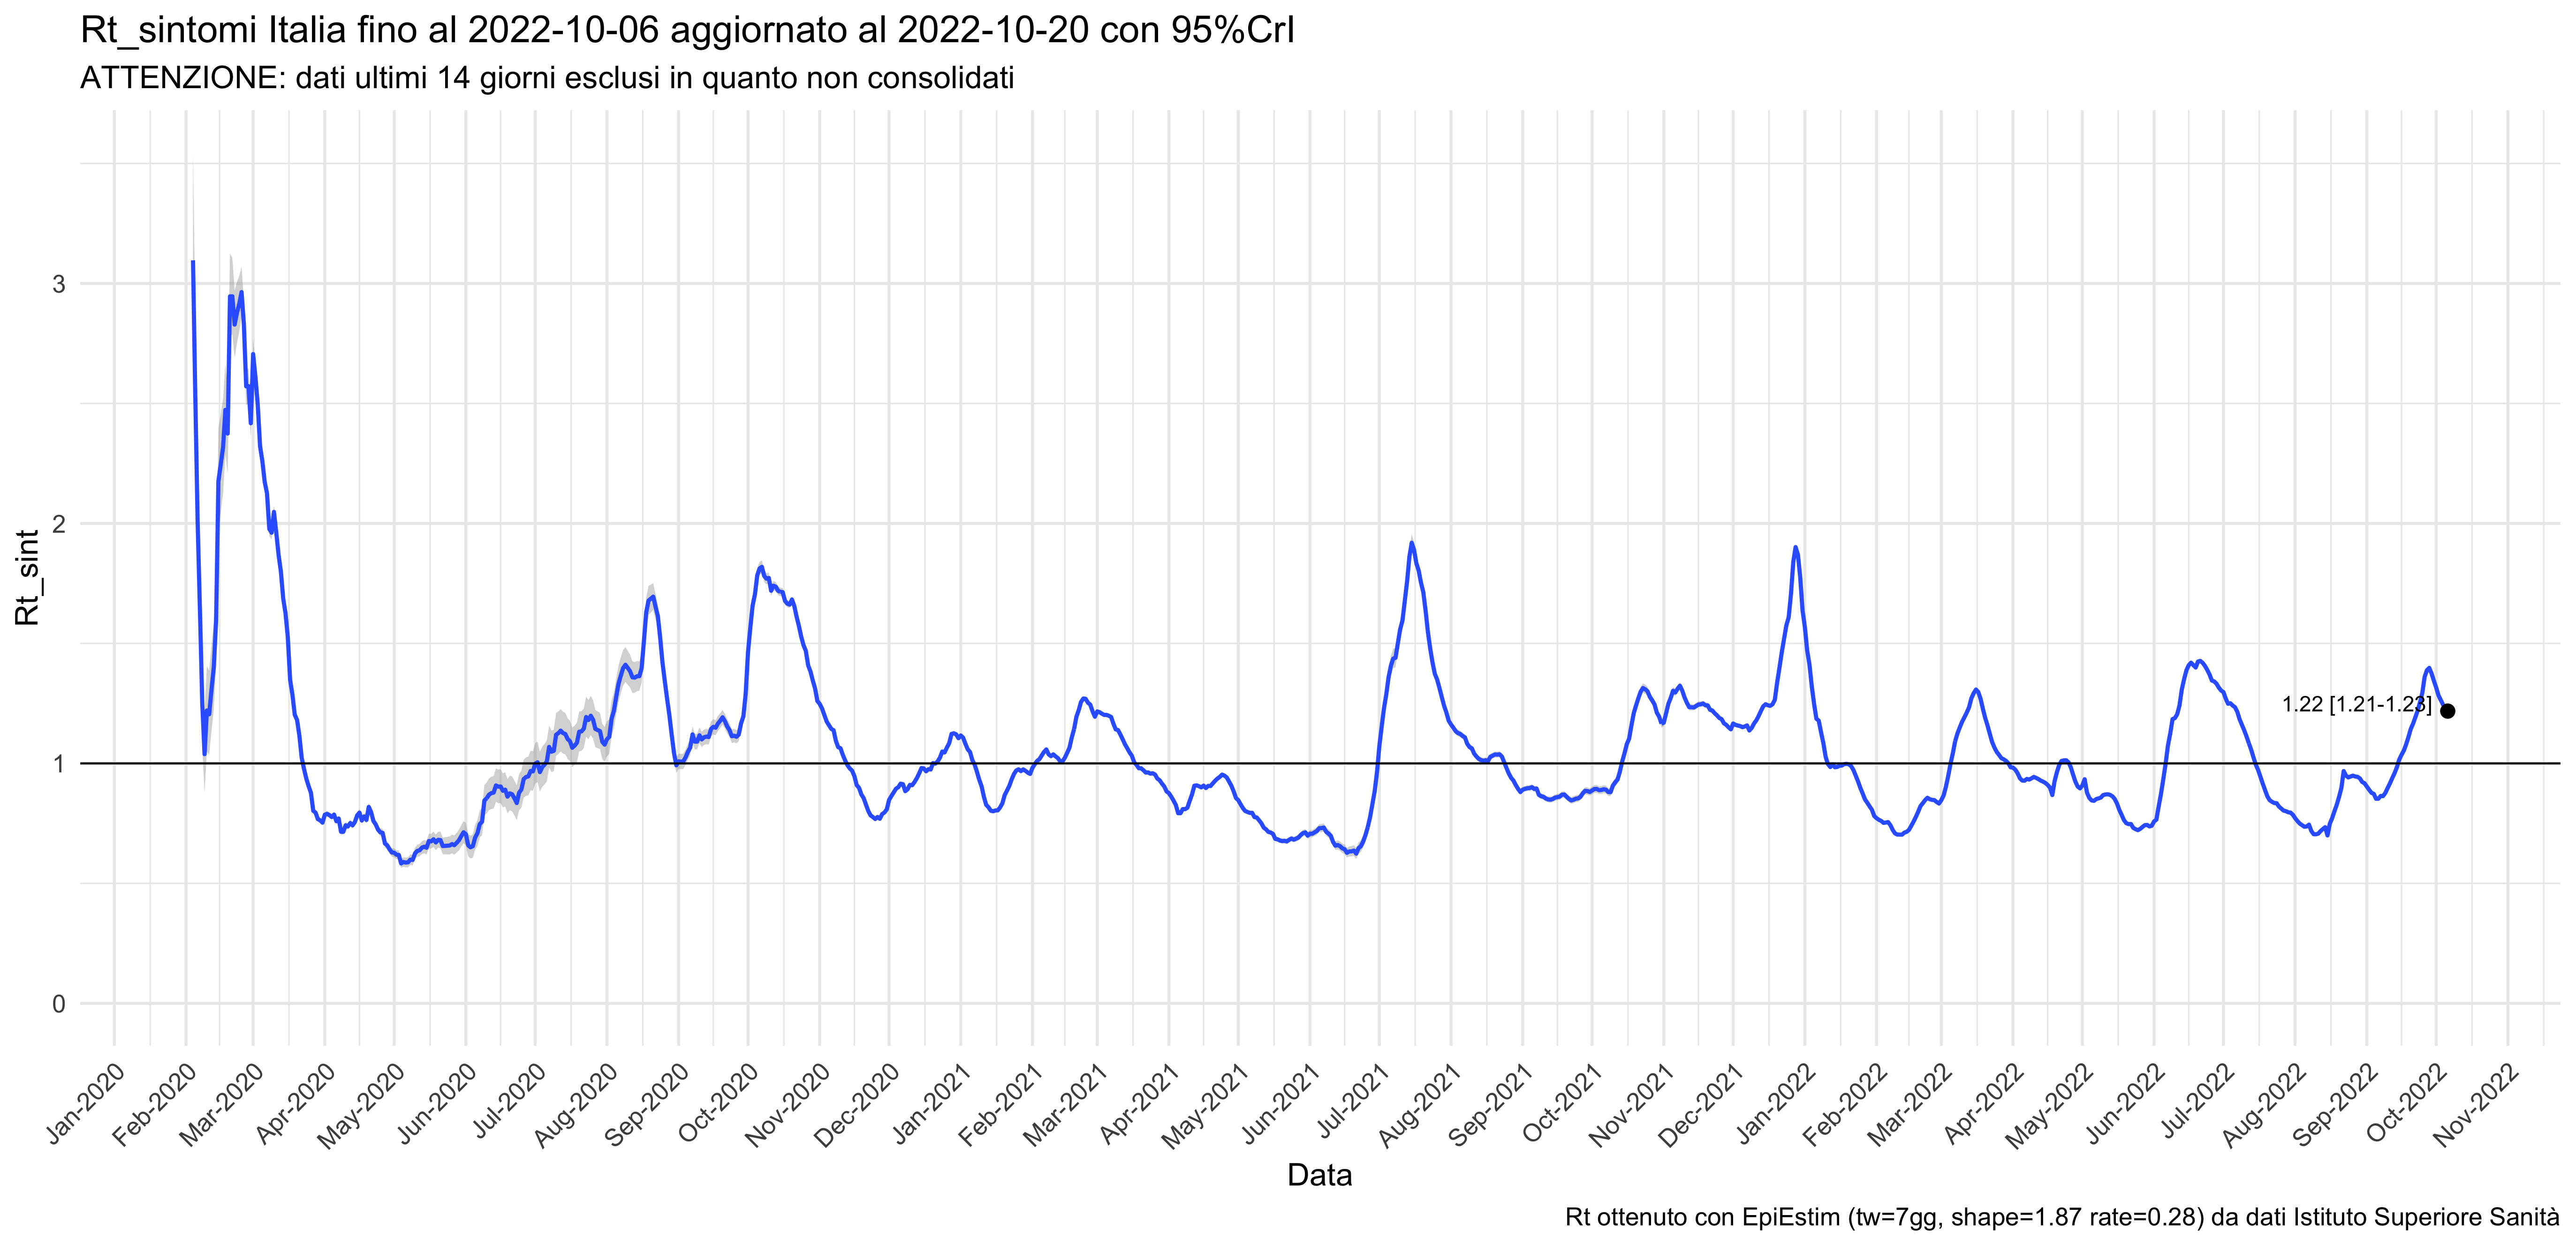 Rt_sintomi Italia fino al 2022-10-06 aggiornato al 2022-10-20 con 95%CrI
ATTENZIONE: dati ultimi 14 giorni esclusi in quanto non consolidati
Rt_sint
3
2
1
0
1.22 [1.21-1.23]
Jan-2020
Feb-2020
Mar-2020
Apr-2020
May-2020
Jun-2020
Jul-2020
Aug-2020
Sep-2020
Oct-2020
Nov-2020
Dec-2020
Jan-2021
Feb-2021
Mar-2021
Apr-2021
May-2021
Jun-2021
Jul-2021
Aug-2021
Sep-2021
Oct-2021
Nov-2021
Dec-2021
Jan-2022
Feb-2022
Mar-2022
Apr-2022
May-2022
Jun-2022
Jul-2022
Aug-2022
Sep-2022
Oct-2022
Nov-2022
Data
Rt ottenuto con EpiEstim (tw=7gg, shape=1.87 rate=0.28) da dati Istituto Superiore Sanità